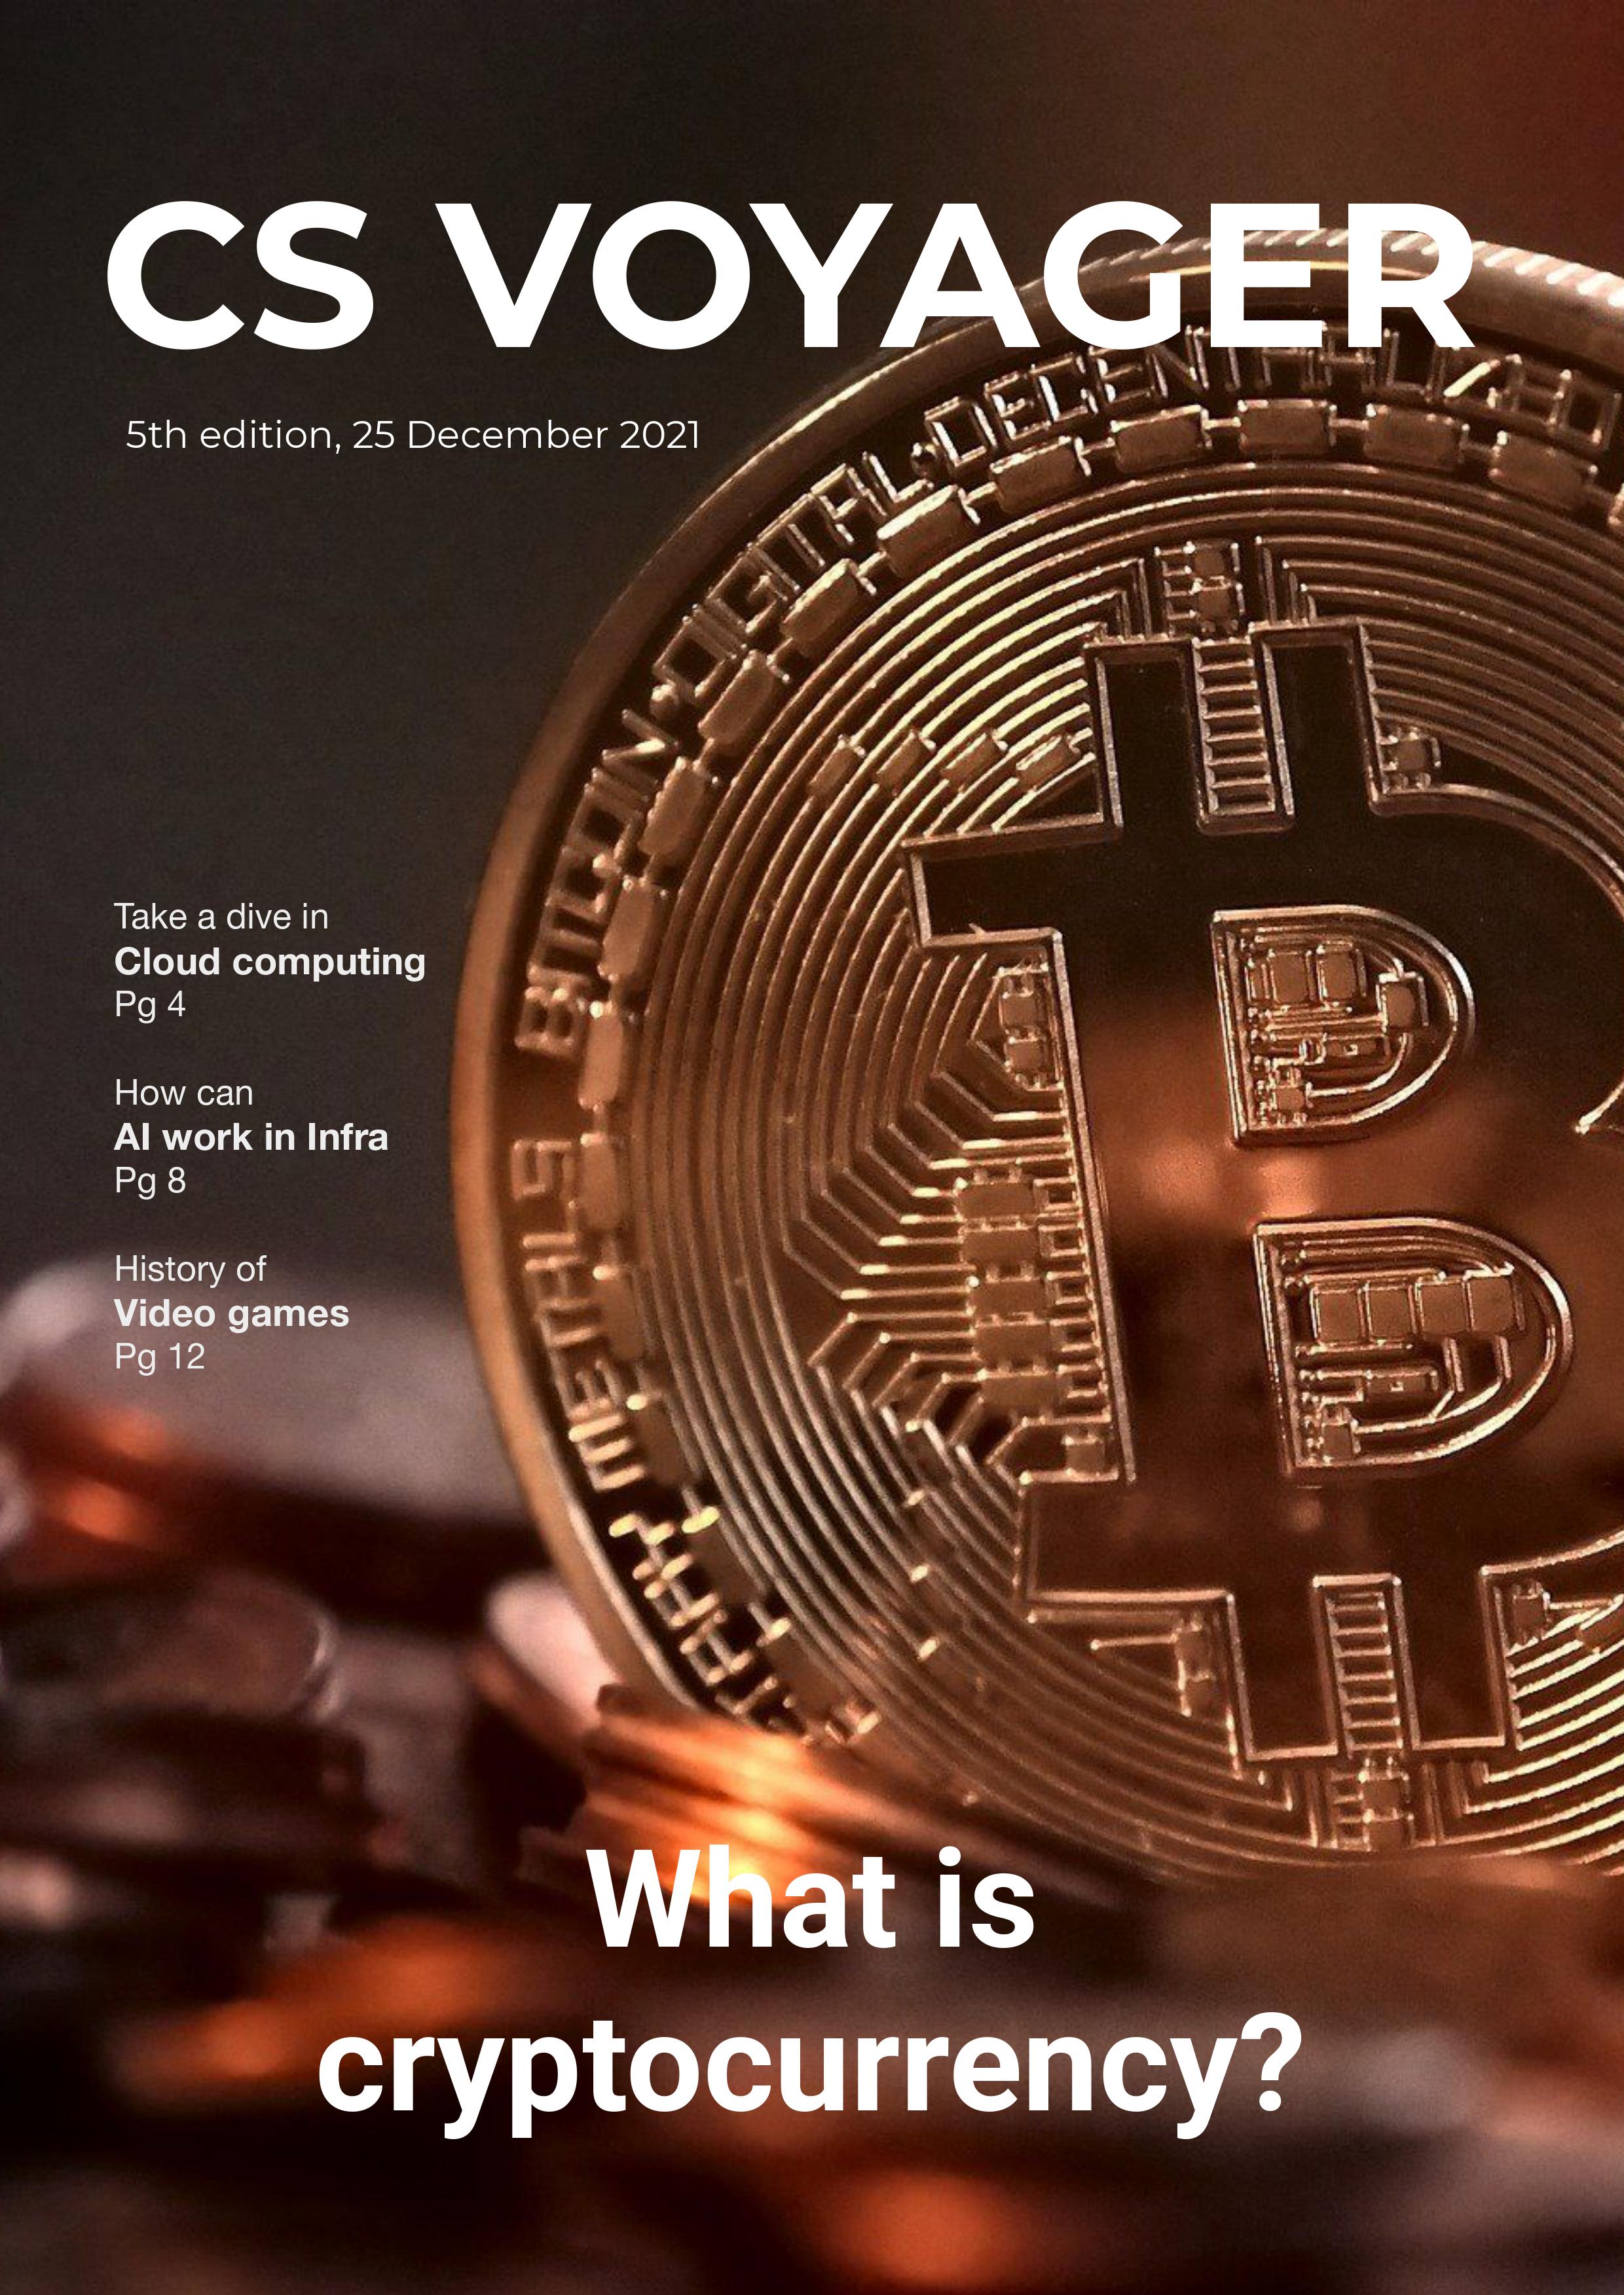 CS VOYAGER
5th edition, 25 December 2021
BITCOIN • DIGITAL • DECENTRALIZED
Take a dive in
Cloud computing
Pg 4
How can
AI work in Infra
Pg 8
History of
Video games
Pg 12
METALS
What is
cryptocurrency?